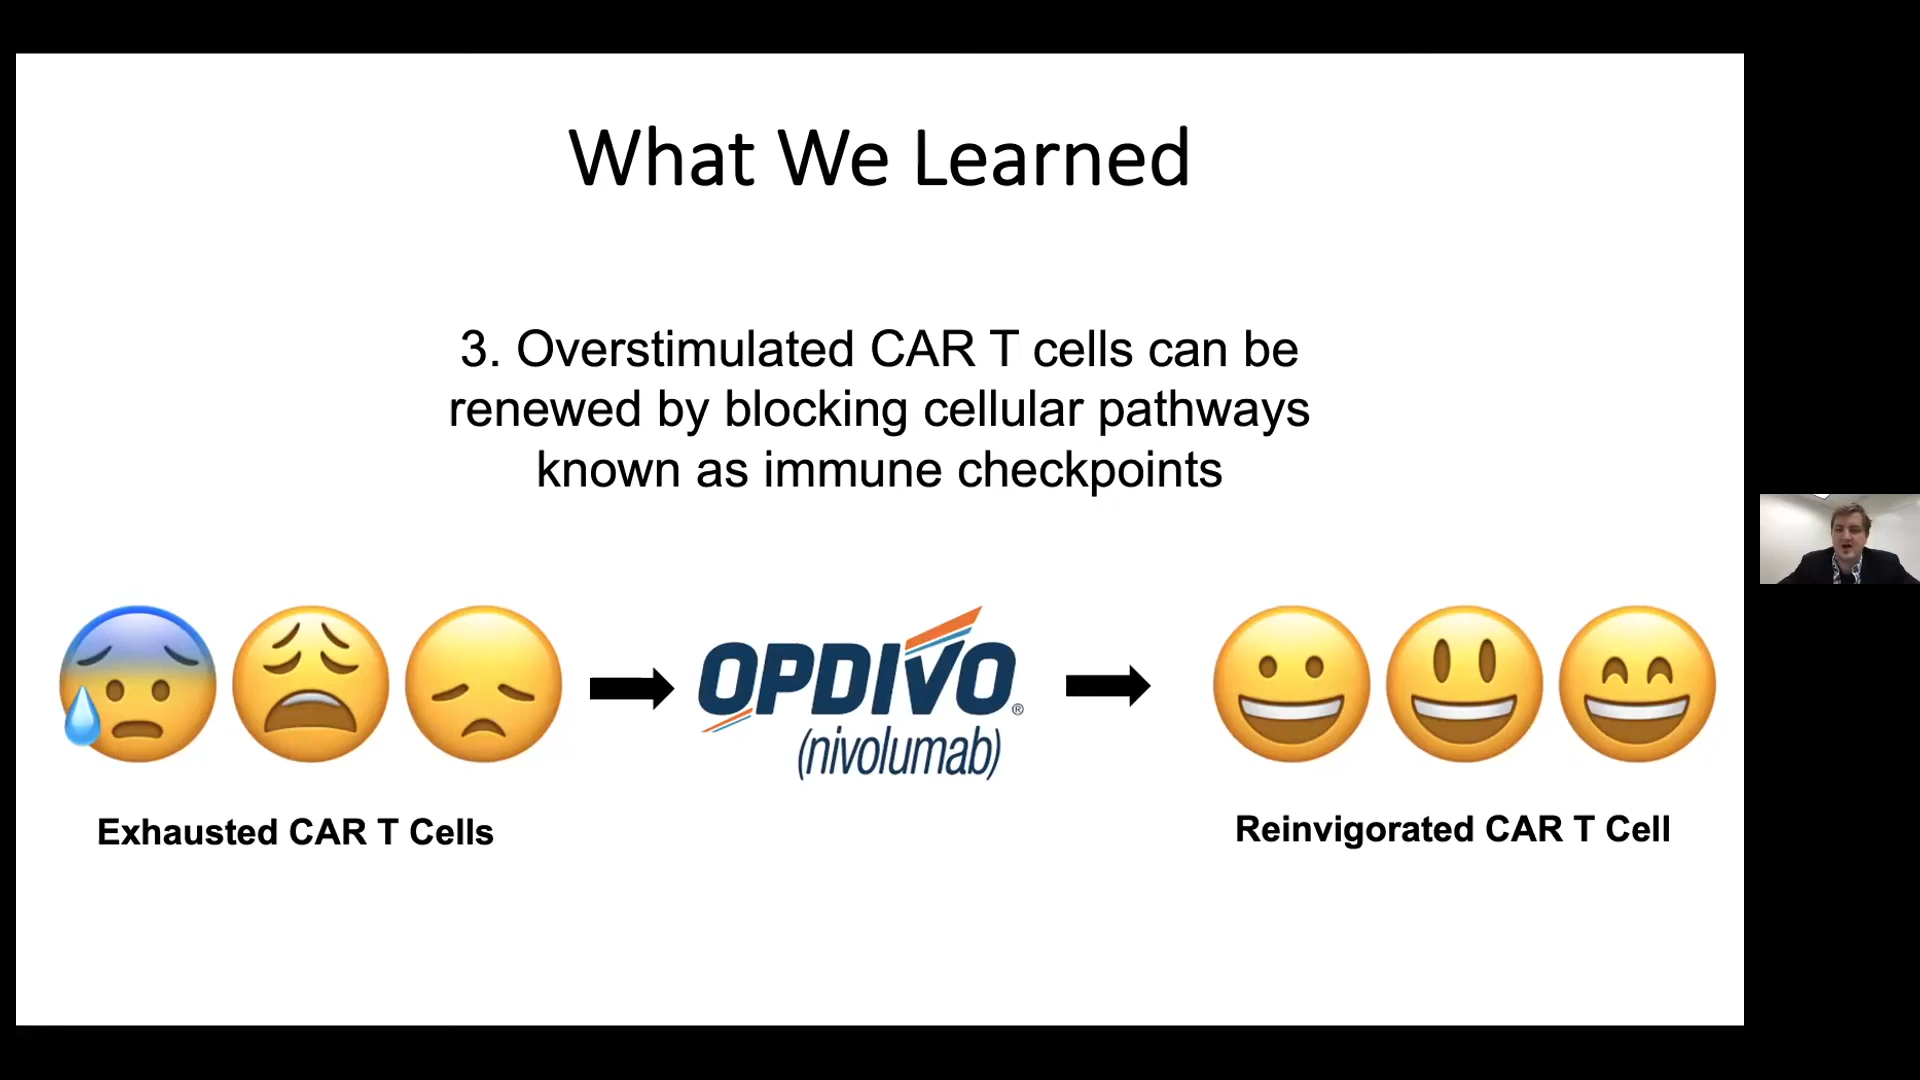 What We Learned
3. Overstimulated CAR T cells can be
renewed by blocking cellular pathways
known as immune checkpoints
OPDIVO®
(nivolumab)
Exhausted CAR T Cells
Reinvigorated CAR T Cell